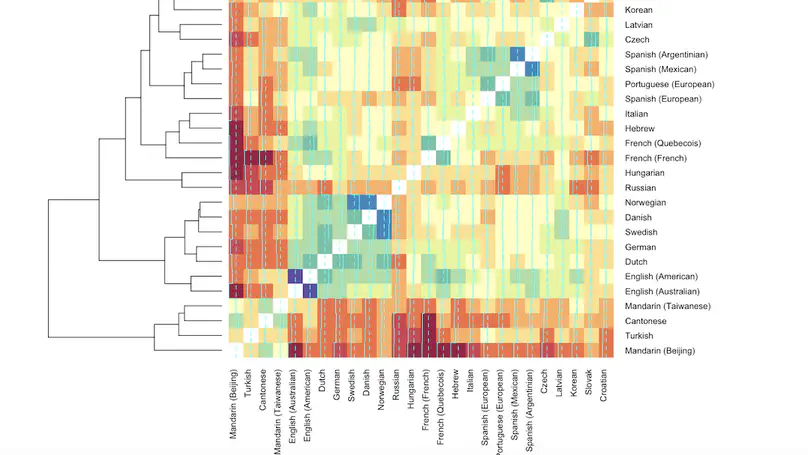 Korean
Latvian
Czech
Spanish (Argentinian)
Spanish (Mexican)
Portuguese (European)
Spanish (European)
Italian
Hebrew
French (Quebecois)
French (French)
Hungarian
Russian
Norwegian
Danish
Swedish
German
Dutch
English (American)
English (Australian)
Mandarin (Taiwanese)
Cantonese
Turkish
Mandarin (Beijing)
Mandarin (Beijing)
Turkish
Cantonese
Mandarin (Taiwanese)
English (Australian)
English (American)
Dutch
German
Swedish
Danish
Norwegian
Russian
Hungarian
French (French)
French (Quebecois)
Hebrew
Italian
Spanish (European)
Portuguese (European)
Spanish (Mexican)
Spanish (Argentinian)
Czech
Latvian
Korean
Slovak
Croatian